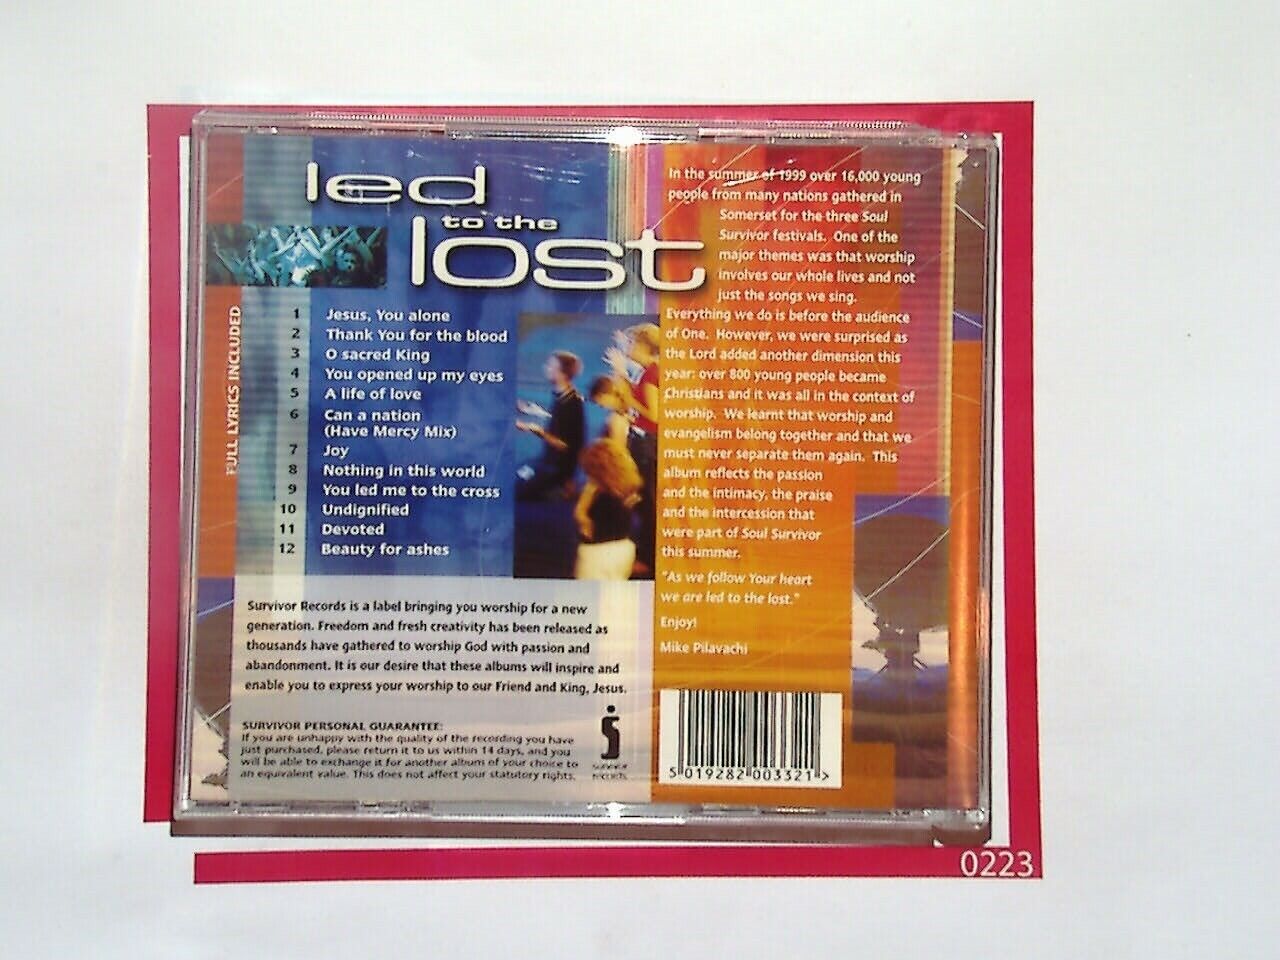 led
to the
lost
FULL LYRICS INCLUDED
1 Jesus, You alone
2 Thank You for the blood
3 O sacred King
4 You opened up my eyes
5 A life of love
6 Can a nation
(Have Mercy Mix)
7 Joy
8 Nothing in this world
9 You led me to the cross
10 Undignified
11 Devoted
12 Beauty for ashes
Survivor Records is a label bringing you worship for a new
generation. Freedom and fresh creativity has been released as
thousands have gathered to worship God with passion and
abandonment. It is our desire that these albums will inspire and
enable you to express your worship to our Friend and King, Jesus.
SURVIVOR PERSONAL GUARANTEE:
If you are unhappy with the quality of the recording you have
just purchased, please return it to us within 14 days, and you
will be able to exchange it for another album of your choice to
an equivalent value. This does not affect your statutory rights.
survivor
records
In the summer of 1999 over 16,000 young
people from many nations gathered in
Somerset for the three Soul
Survivor festivals. One of the
major themes was that worship
involves our whole lives and not
just the songs we sing.
Everything we do is before the audience
of One. However, we were surprised as
the Lord added another dimension this
year: over 800 young people became
Christians and it was all in the context of
worship. We learnt that worship and
evangelism belong together and that we
must never separate them again. This
album reflects the passion
and the intimacy, the praise
and the intercession that
were part of Soul Survivor
this summer.
"As we follow Your heart
we are led to the lost."
Enjoy!
Mike Pilavachi
5 019282 003321 >
0223